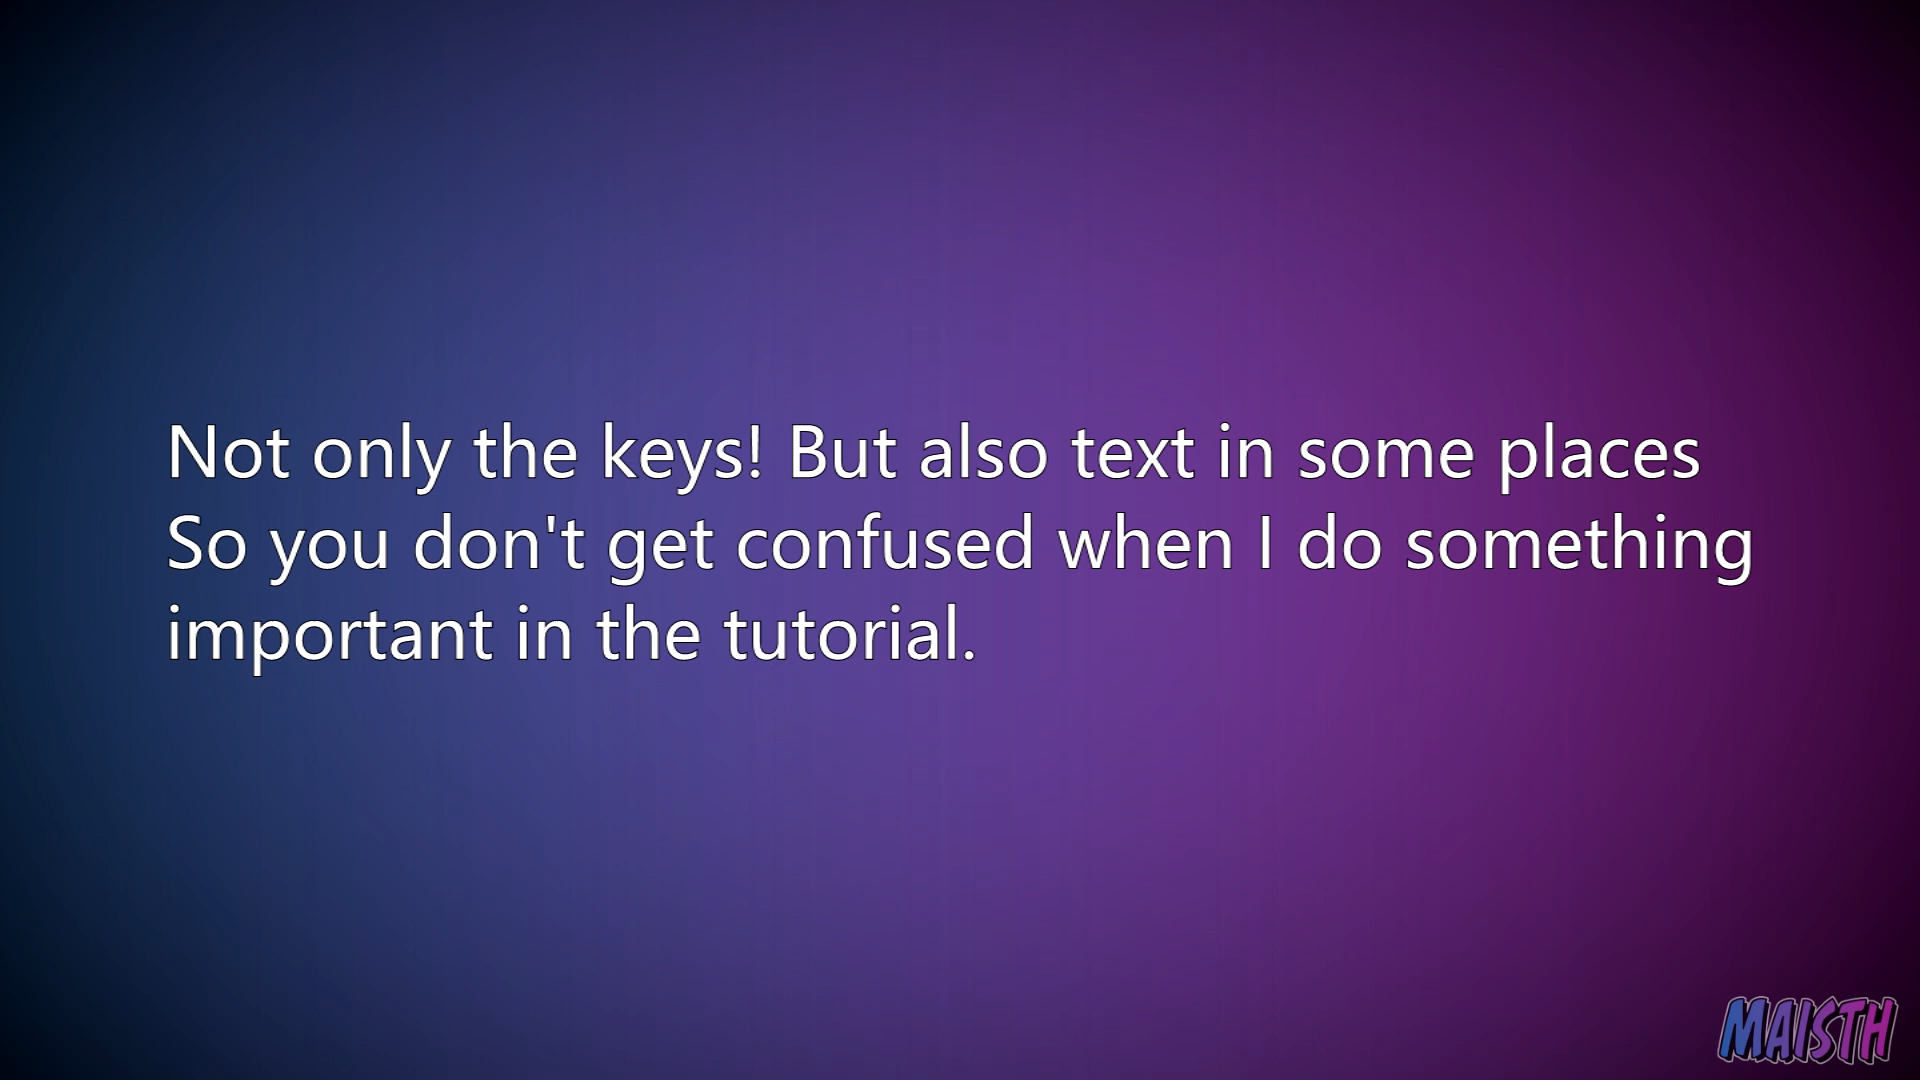 Not only the keys! But also text in some places
So you don't get confused when I do something
important in the tutorial.
MAISTH